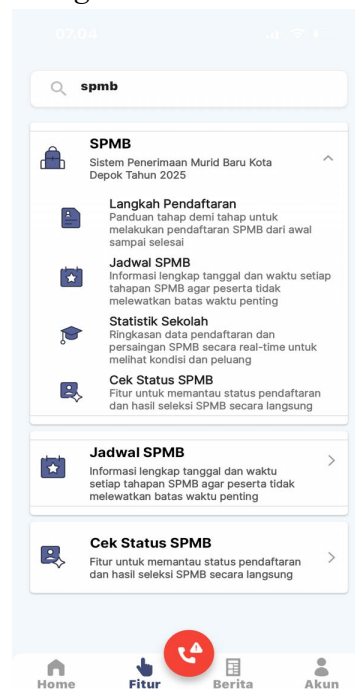 07.04
spmb
SPMB
Sistem Penerimaan Murid Baru Kota
Depok Tahun 2025
Langkah Pendaftaran
Panduan tahap demi tahap untuk
melakukan pendaftaran SPMB dari awal
sampai selesai
Jadwal SPMB
Informasi lengkap tanggal dan waktu setiap
tahapan SPMB agar peserta tidak
melewatkan batas waktu penting
Statistik Sekolah
Ringkasan data pendaftaran dan
persaingan SPMB secara real-time untuk
melihat kondisi dan peluang
Cek Status SPMB
Fitur untuk memantau status pendaftaran
dan hasil seleksi SPMB secara langsung
Jadwal SPMB
Informasi lengkap tanggal dan waktu
setiap tahapan SPMB agar peserta tidak
melewatkan batas waktu penting
Cek Status SPMB
Fitur untuk memantau status pendaftaran
dan hasil seleksi SPMB secara langsung
Home Fitur Berita Akun